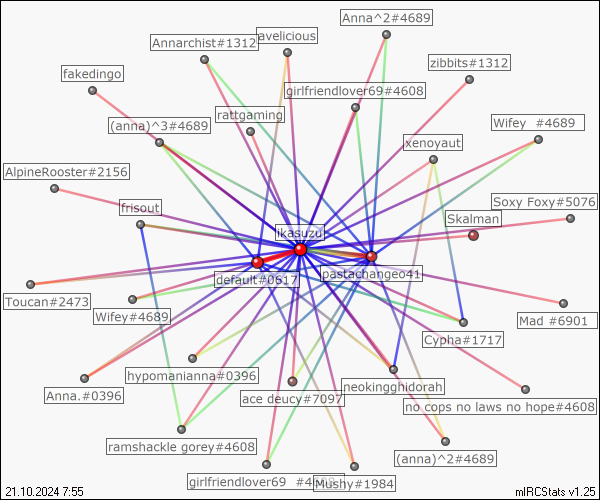 Anna^2#4689
Annarchist#1312
avelicious
zibbits#1312
fakedingo
girlfriendlover69#4608
rattgaming
(anna)^3#4689
Wifey #4689
xenoyaut
AlpineRooster#2156
frisout
Soxy Foxy#5076
Skalman
ikasuzu
default#0617
pastachangeo41
Toucan#2473
Wifey#4689
Mad #6901
Cypha#1717
hypomanianna#0396
neokingghidorah
Anna.#0396
ace deucy#7097
no cops no laws no hope#4608
ramshackle gorey#4608
(anna)^2#4689
girlfriendlover69
Mushy#1984
21.10.2024 7:55
mIRCStats v1.25